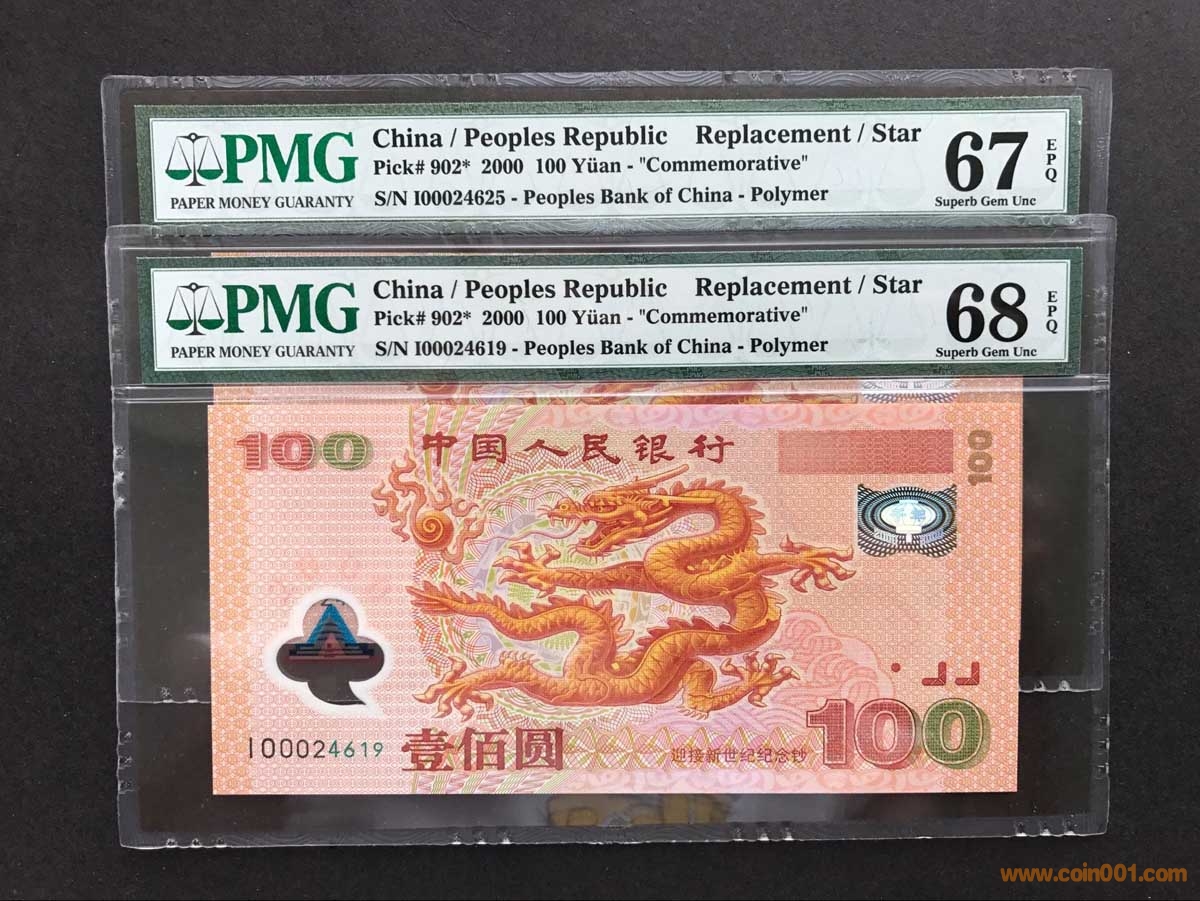 PMG
PAPER MONEY GUARANTY
China / Peoples Republic Replacement / Star
Pick# 902* 2000 100 Yüan - "Commemorative"
S/N I00024625 - Peoples Bank of China - Polymer
67
EPQ
Superb Gem Unc
PMG
PAPER MONEY GUARANTY
China / Peoples Republic Replacement / Star
Pick# 902* 2000 100 Yüan - "Commemorative"
S/N I00024619 - Peoples Bank of China - Polymer
68
EPQ
Superb Gem Unc
100 中国人民银行 100
I00024619 壹佰圆 迎接新世纪纪念钞 100
www.coin001.com